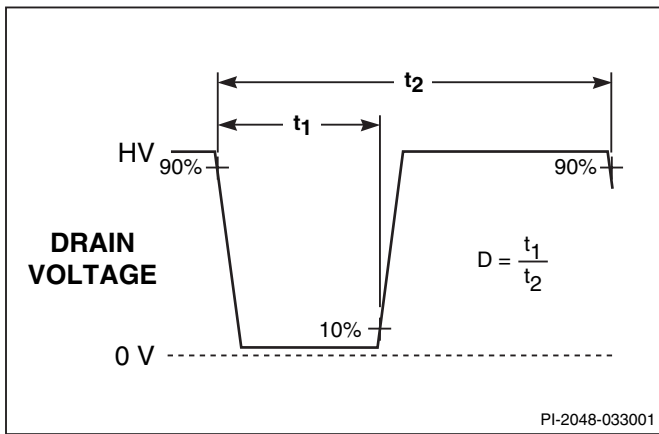 t2
t1
HV
90%
90%
DRAIN
VOLTAGE
D = t1
t2
10%
0 V
PI-2048-033001